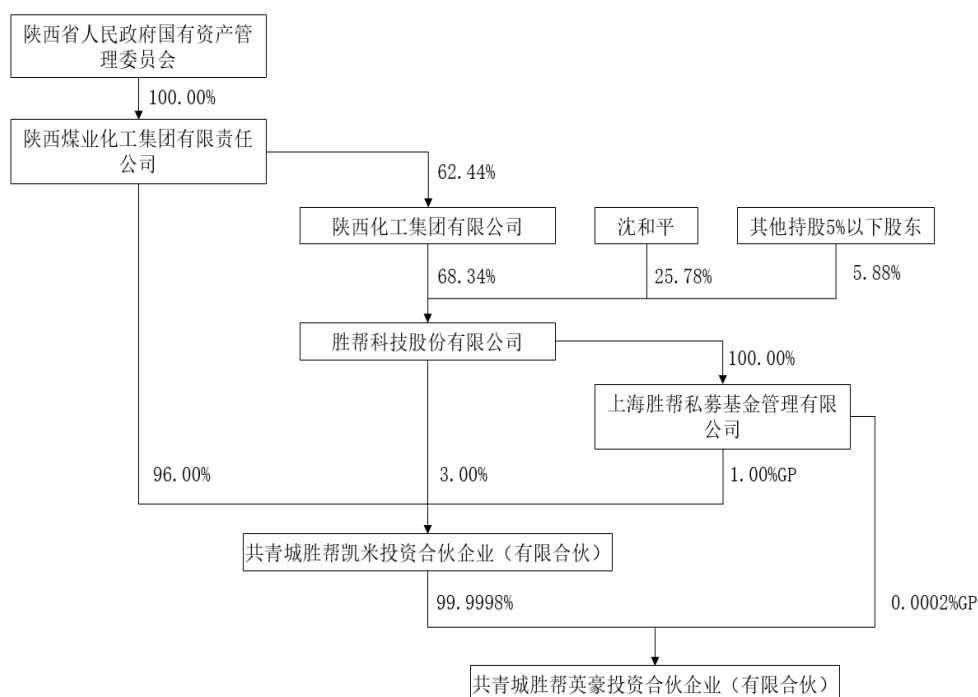 陕西省人民政府国有资产管
理委员会
100.00%
陕西煤业化工集团有限责任
公司
62.44%
陕西化工集团有限公司
沈和平
其他持股5%以下股东
68.34%
25.78%
5.88%
胜帮科技股份有限公司
100.00%
上海胜帮私募基金管理有限
公司
96.00%
3.00%
1.00%GP
共青城胜帮凯米投资合伙企业（有限合伙）
99.9998%
0.0002%GP
共青城胜帮英豪投资合伙企业（有限合伙）